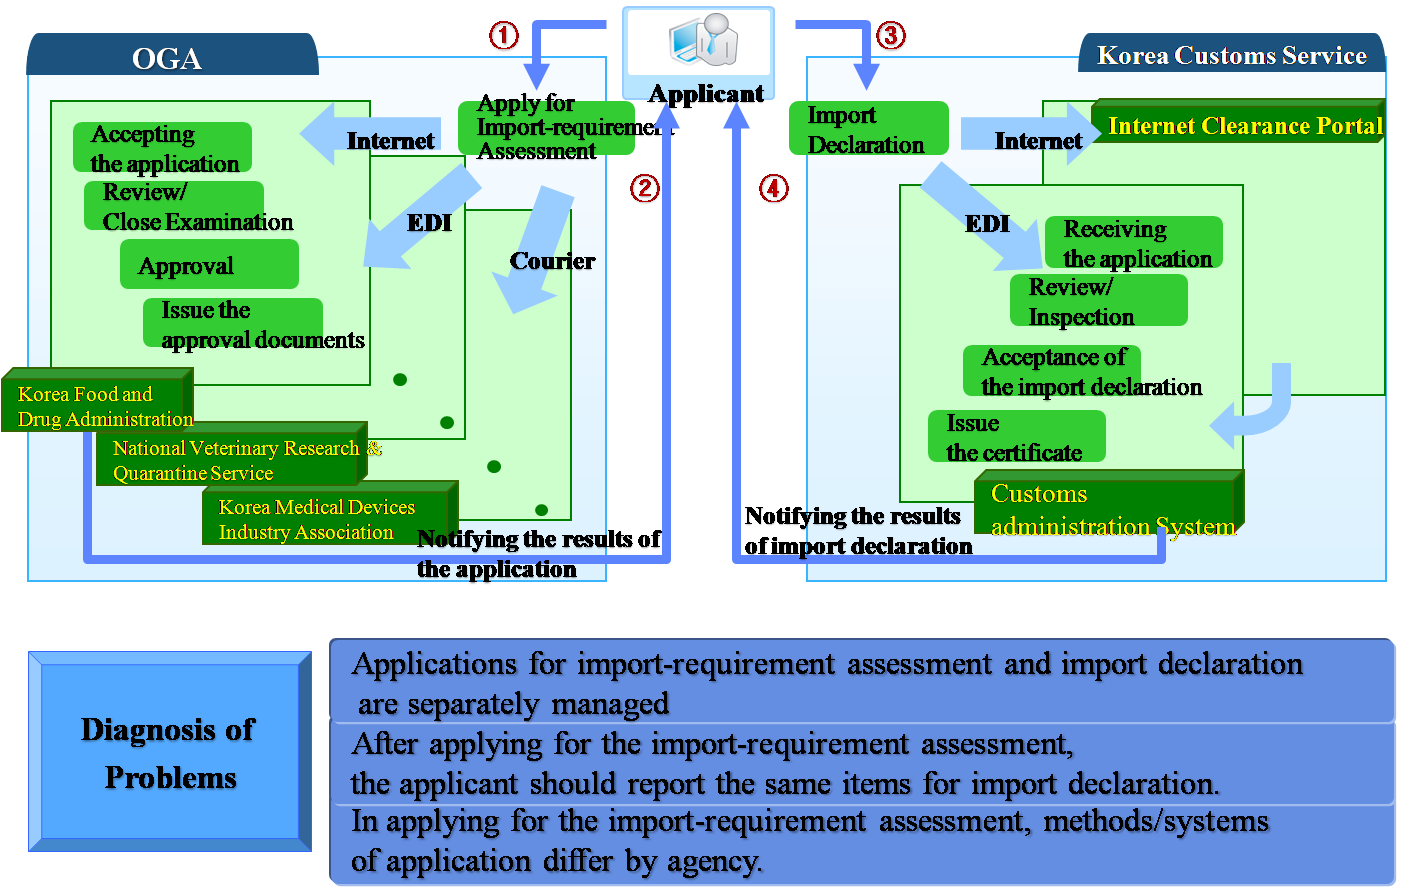 OGA
①
Applicant
③
Korea Customs Service
Apply for
Import-requirement
Assessment
Internet
EDI
Courier
②
Accepting
the application
Review/
Close Examination
Approval
Issue the
approval documents
Korea Food and
Drug Administration
National Veterinary Research &
Quarantine Service
Korea Medical Devices
Industry Association
Notifying the results of
the application
Import
Declaration
Internet
Internet Clearance Portal
EDI
④
Receiving
the application
Review/
Inspection
Acceptance of
the import declaration
Issue
the certificate
Customs
administration System
Notifying the results
of import declaration
Diagnosis of
Problems
Applications for import-requirement assessment and import declaration
are separately managed
After applying for the import-requirement assessment,
the applicant should report the same items for import declaration.
In applying for the import-requirement assessment, methods/systems
of application differ by agency.